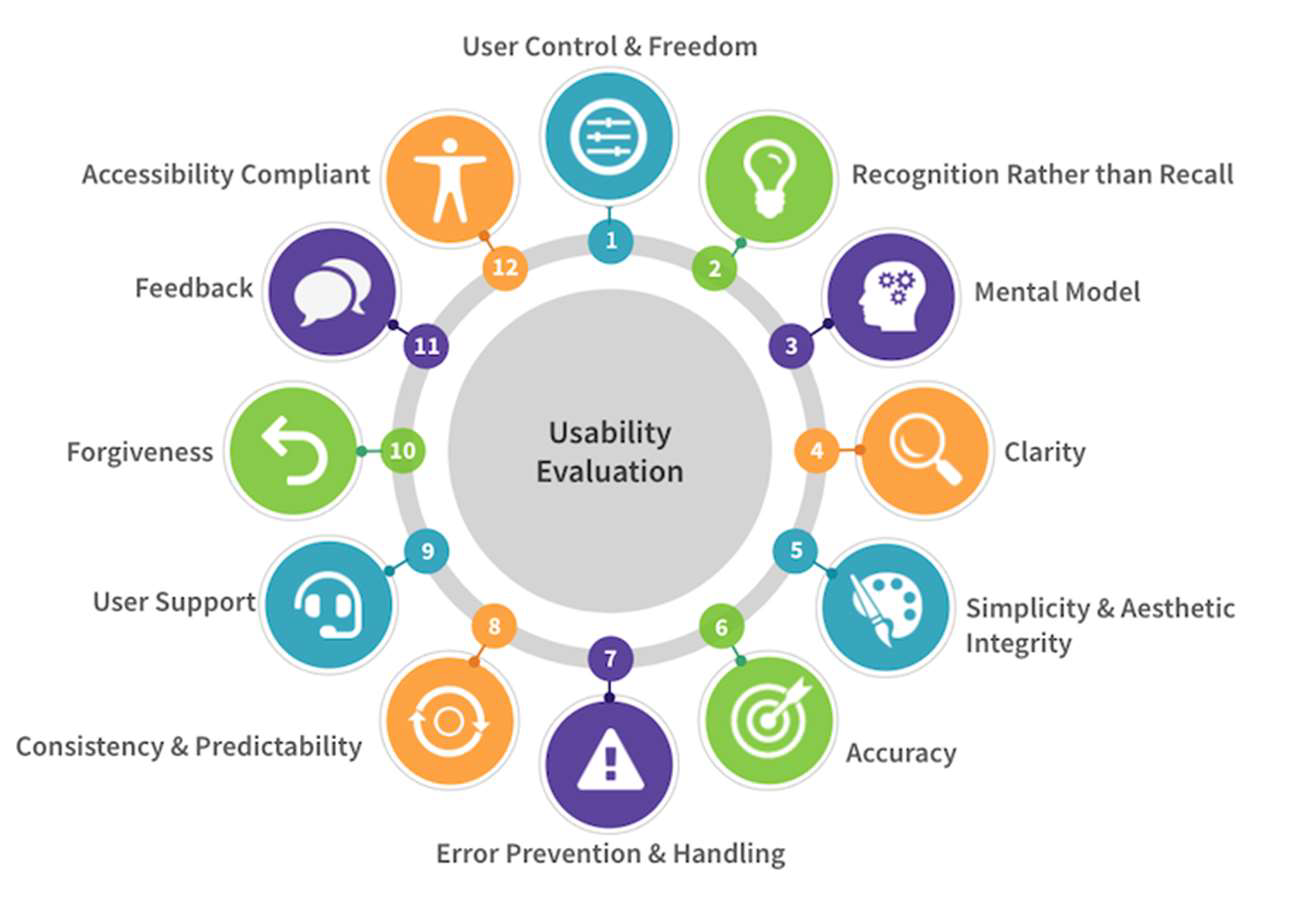 User Control & Freedom
1
Recognition Rather than Recall
2
Mental Model
3
Clarity
4
Simplicity & Aesthetic
Integrity
5
Accuracy
6
Error Prevention & Handling
7
Consistency & Predictability
8
User Support
9
Forgiveness
10
Feedback
11
Accessibility Compliant
12
Usability
Evaluation